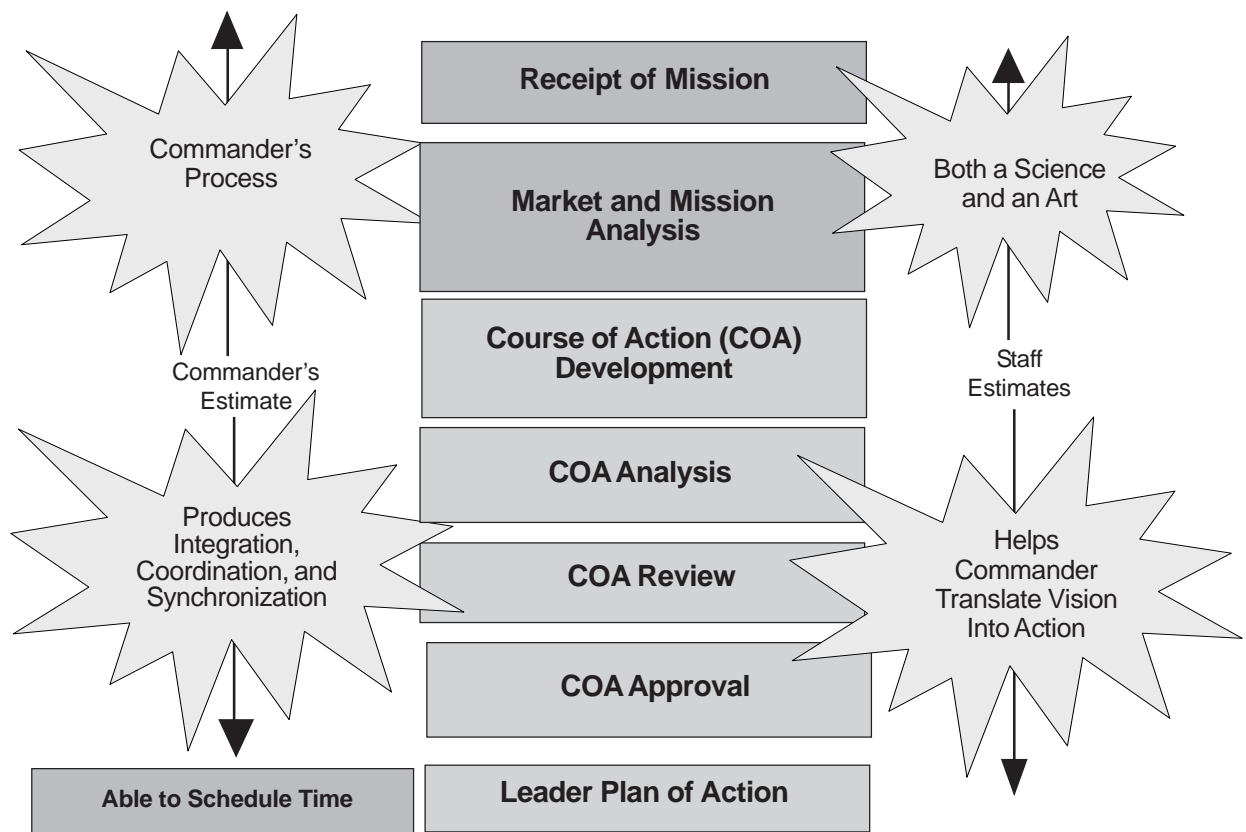 Receipt of Mission
Commander's
Process
Both a Science
and an Art
Market and Mission
Analysis
Course of Action (COA)
Development
Commander's
Estimate
Staff
Estimates
COA Analysis
Produces
Integration,
Coordination, and
Synchronization
Helps
Commander
Translate Vision
Into Action
COA Review
COA Approval
Able to Schedule Time
Leader Plan of Action